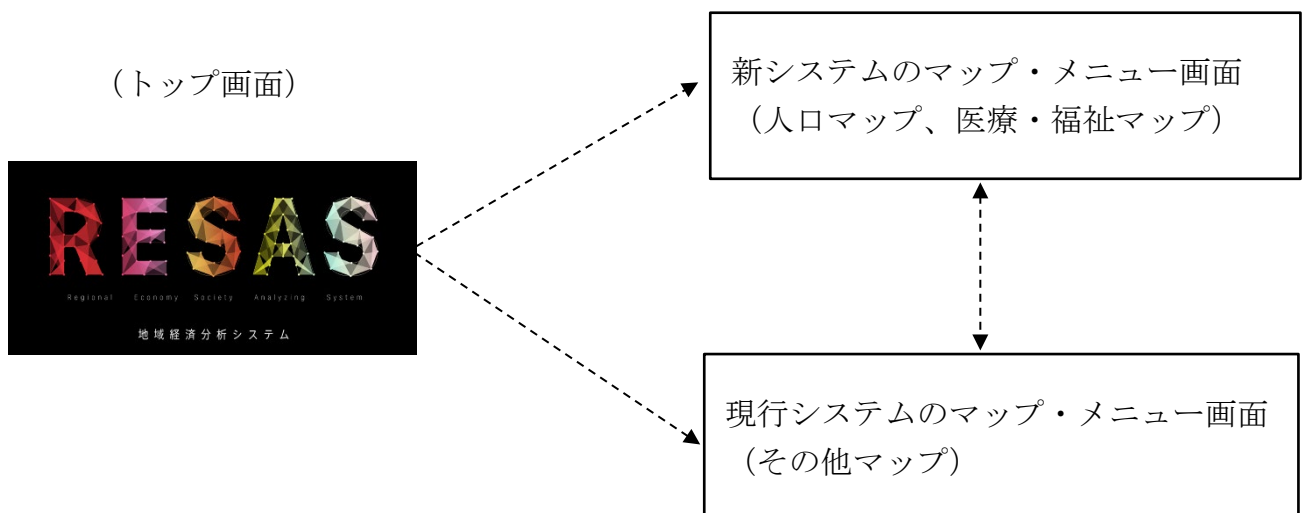 （トップ画面）
RESAS
Regional Economy Society Analyzing System
地域経済分析システム
新システムのマップ・メニュー画面
（人口マップ、医療・福祉マップ）
現行システムのマップ・メニュー画面
（その他マップ）